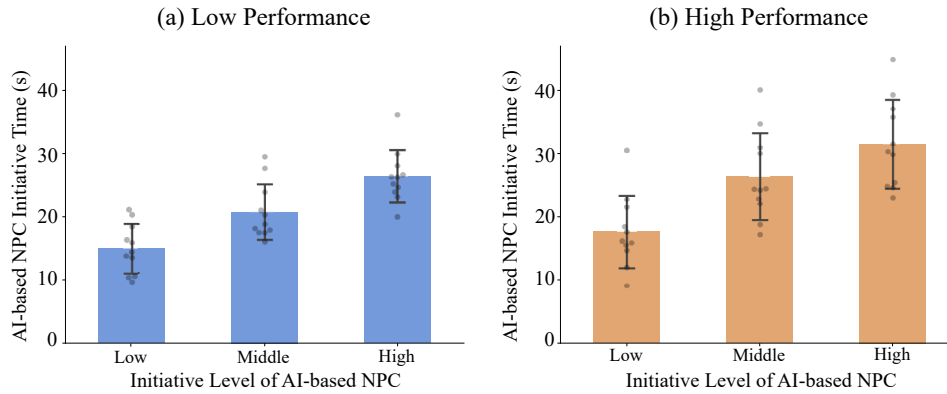 (a) Low Performance
AI-based NPC Initiative Time (s)
40
30
20
10
0
Low Middle High
Initiative Level of AI-based NPC
(b) High Performance
AI-based NPC Initiative Time (s)
40
30
20
10
0
Low Middle High
Initiative Level of AI-based NPC